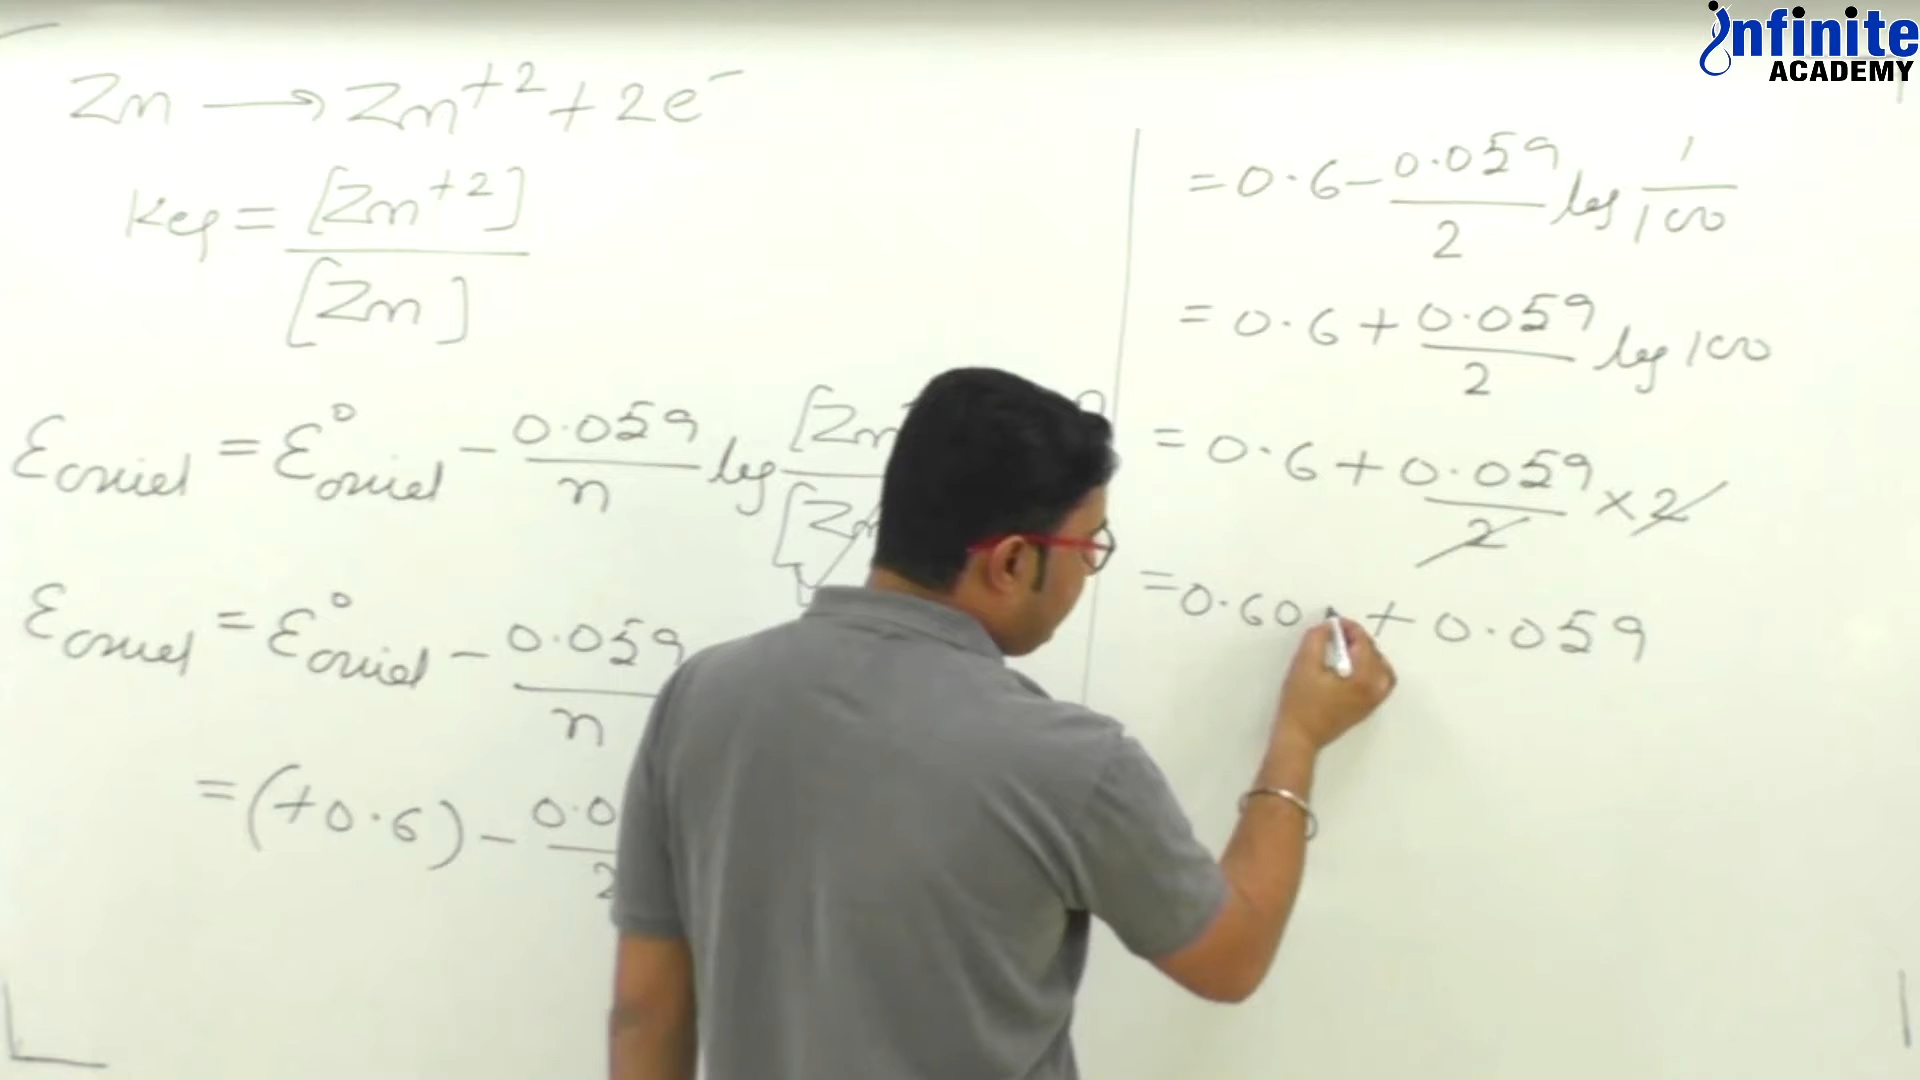 infinite
ACADEMY
Zn → Zn+2 + 2e-
Keq = [Zn+2]
[Zn]
Eoxid = E°oxid - 0.059/n log [Zn
[Zn
Eoxid = E°oxid - 0.059
n
= (+0.6) - 0.0
2
= 0.6 - 0.059/2 log 1/100
= 0.6 + 0.059/2 log 100
= 0.6 + 0.059/2 × 2
= 0.60 + 0.059